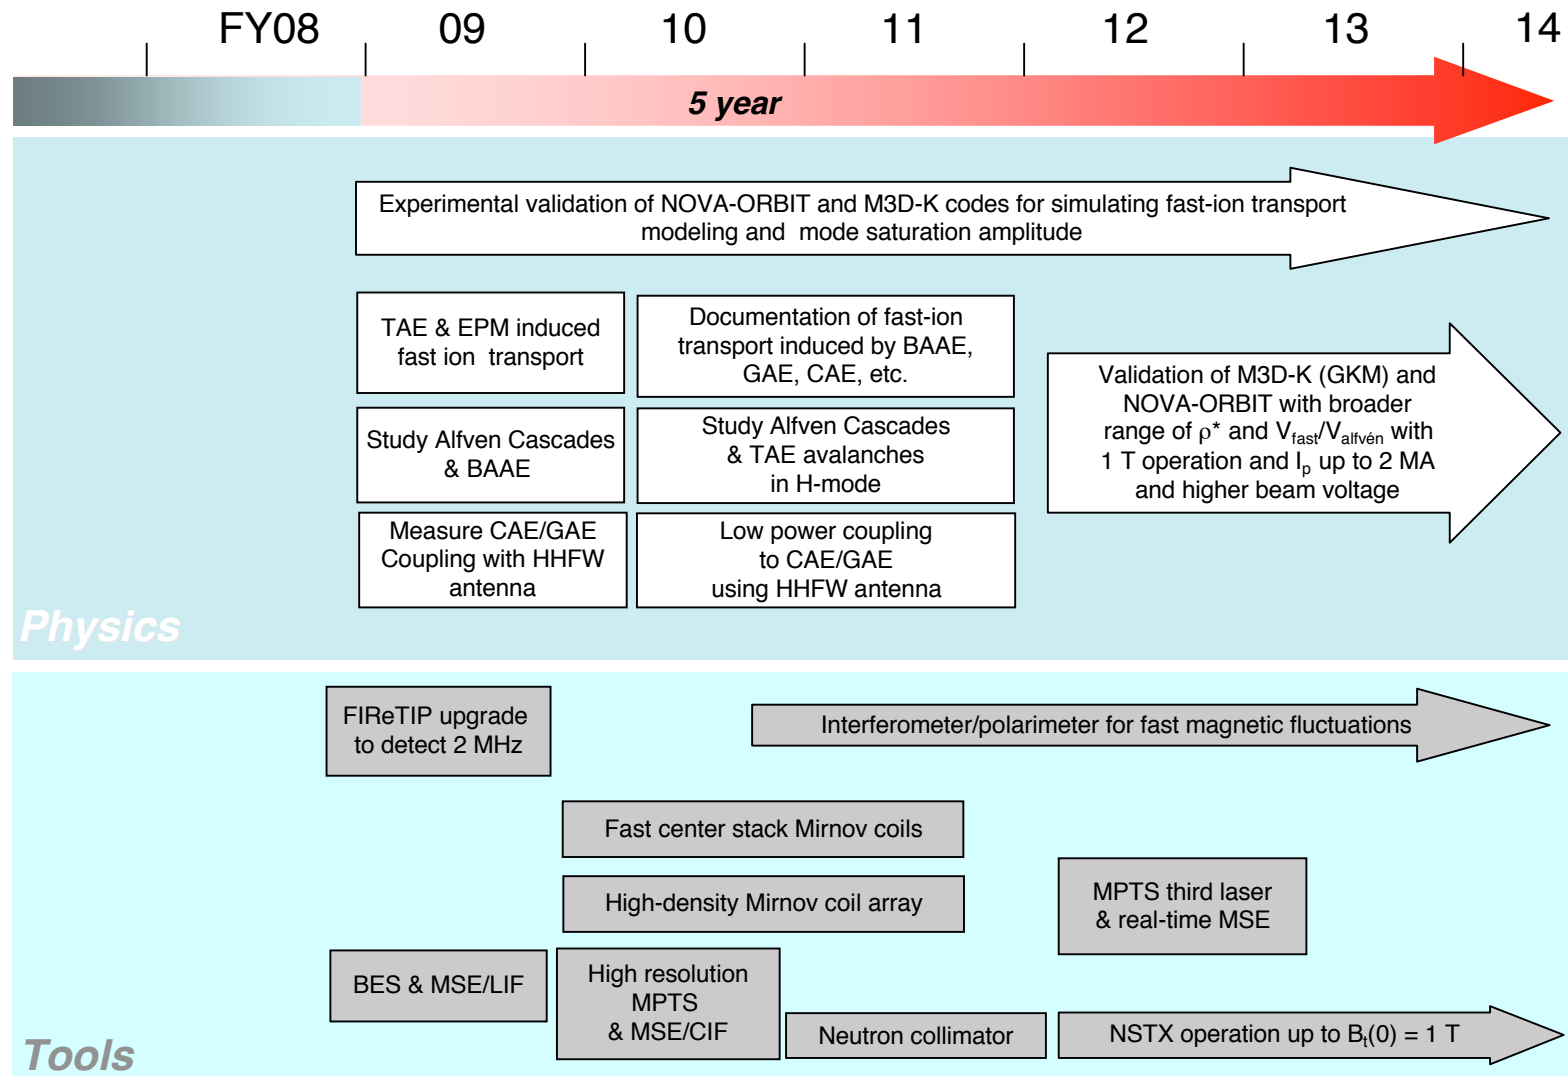 FY08 09 10 11 12 13 14
5 year
Experimental validation of NOVA-ORBIT and M3D-K codes for simulating fast-ion transport
modeling and mode saturation amplitude
TAE & EPM induced
fast ion transport
Documentation of fast-ion
transport induced by BAAE,
GAE, CAE, etc.
Study Alfven Cascades
& BAAE
Study Alfven Cascades
& TAE avalanches
in H-mode
Measure CAE/GAE
Coupling with HHFW
antenna
Low power coupling
to CAE/GAE
using HHFW antenna
Validation of M3D-K (GKM) and
NOVA-ORBIT with broader
range of ρ* and Vfast/Valfvén with
1 T operation and Ip up to 2 MA
and higher beam voltage
Physics
FIReTIP upgrade
to detect 2 MHz
Interferometer/polarimeter for fast magnetic fluctuations
Fast center stack Mirnov coils
High-density Mirnov coil array
MPTS third laser
& real-time MSE
BES & MSE/LIF
High resolution
MPTS
& MSE/CIF
Neutron collimator
NSTX operation up to Bt(0) = 1 T
Tools